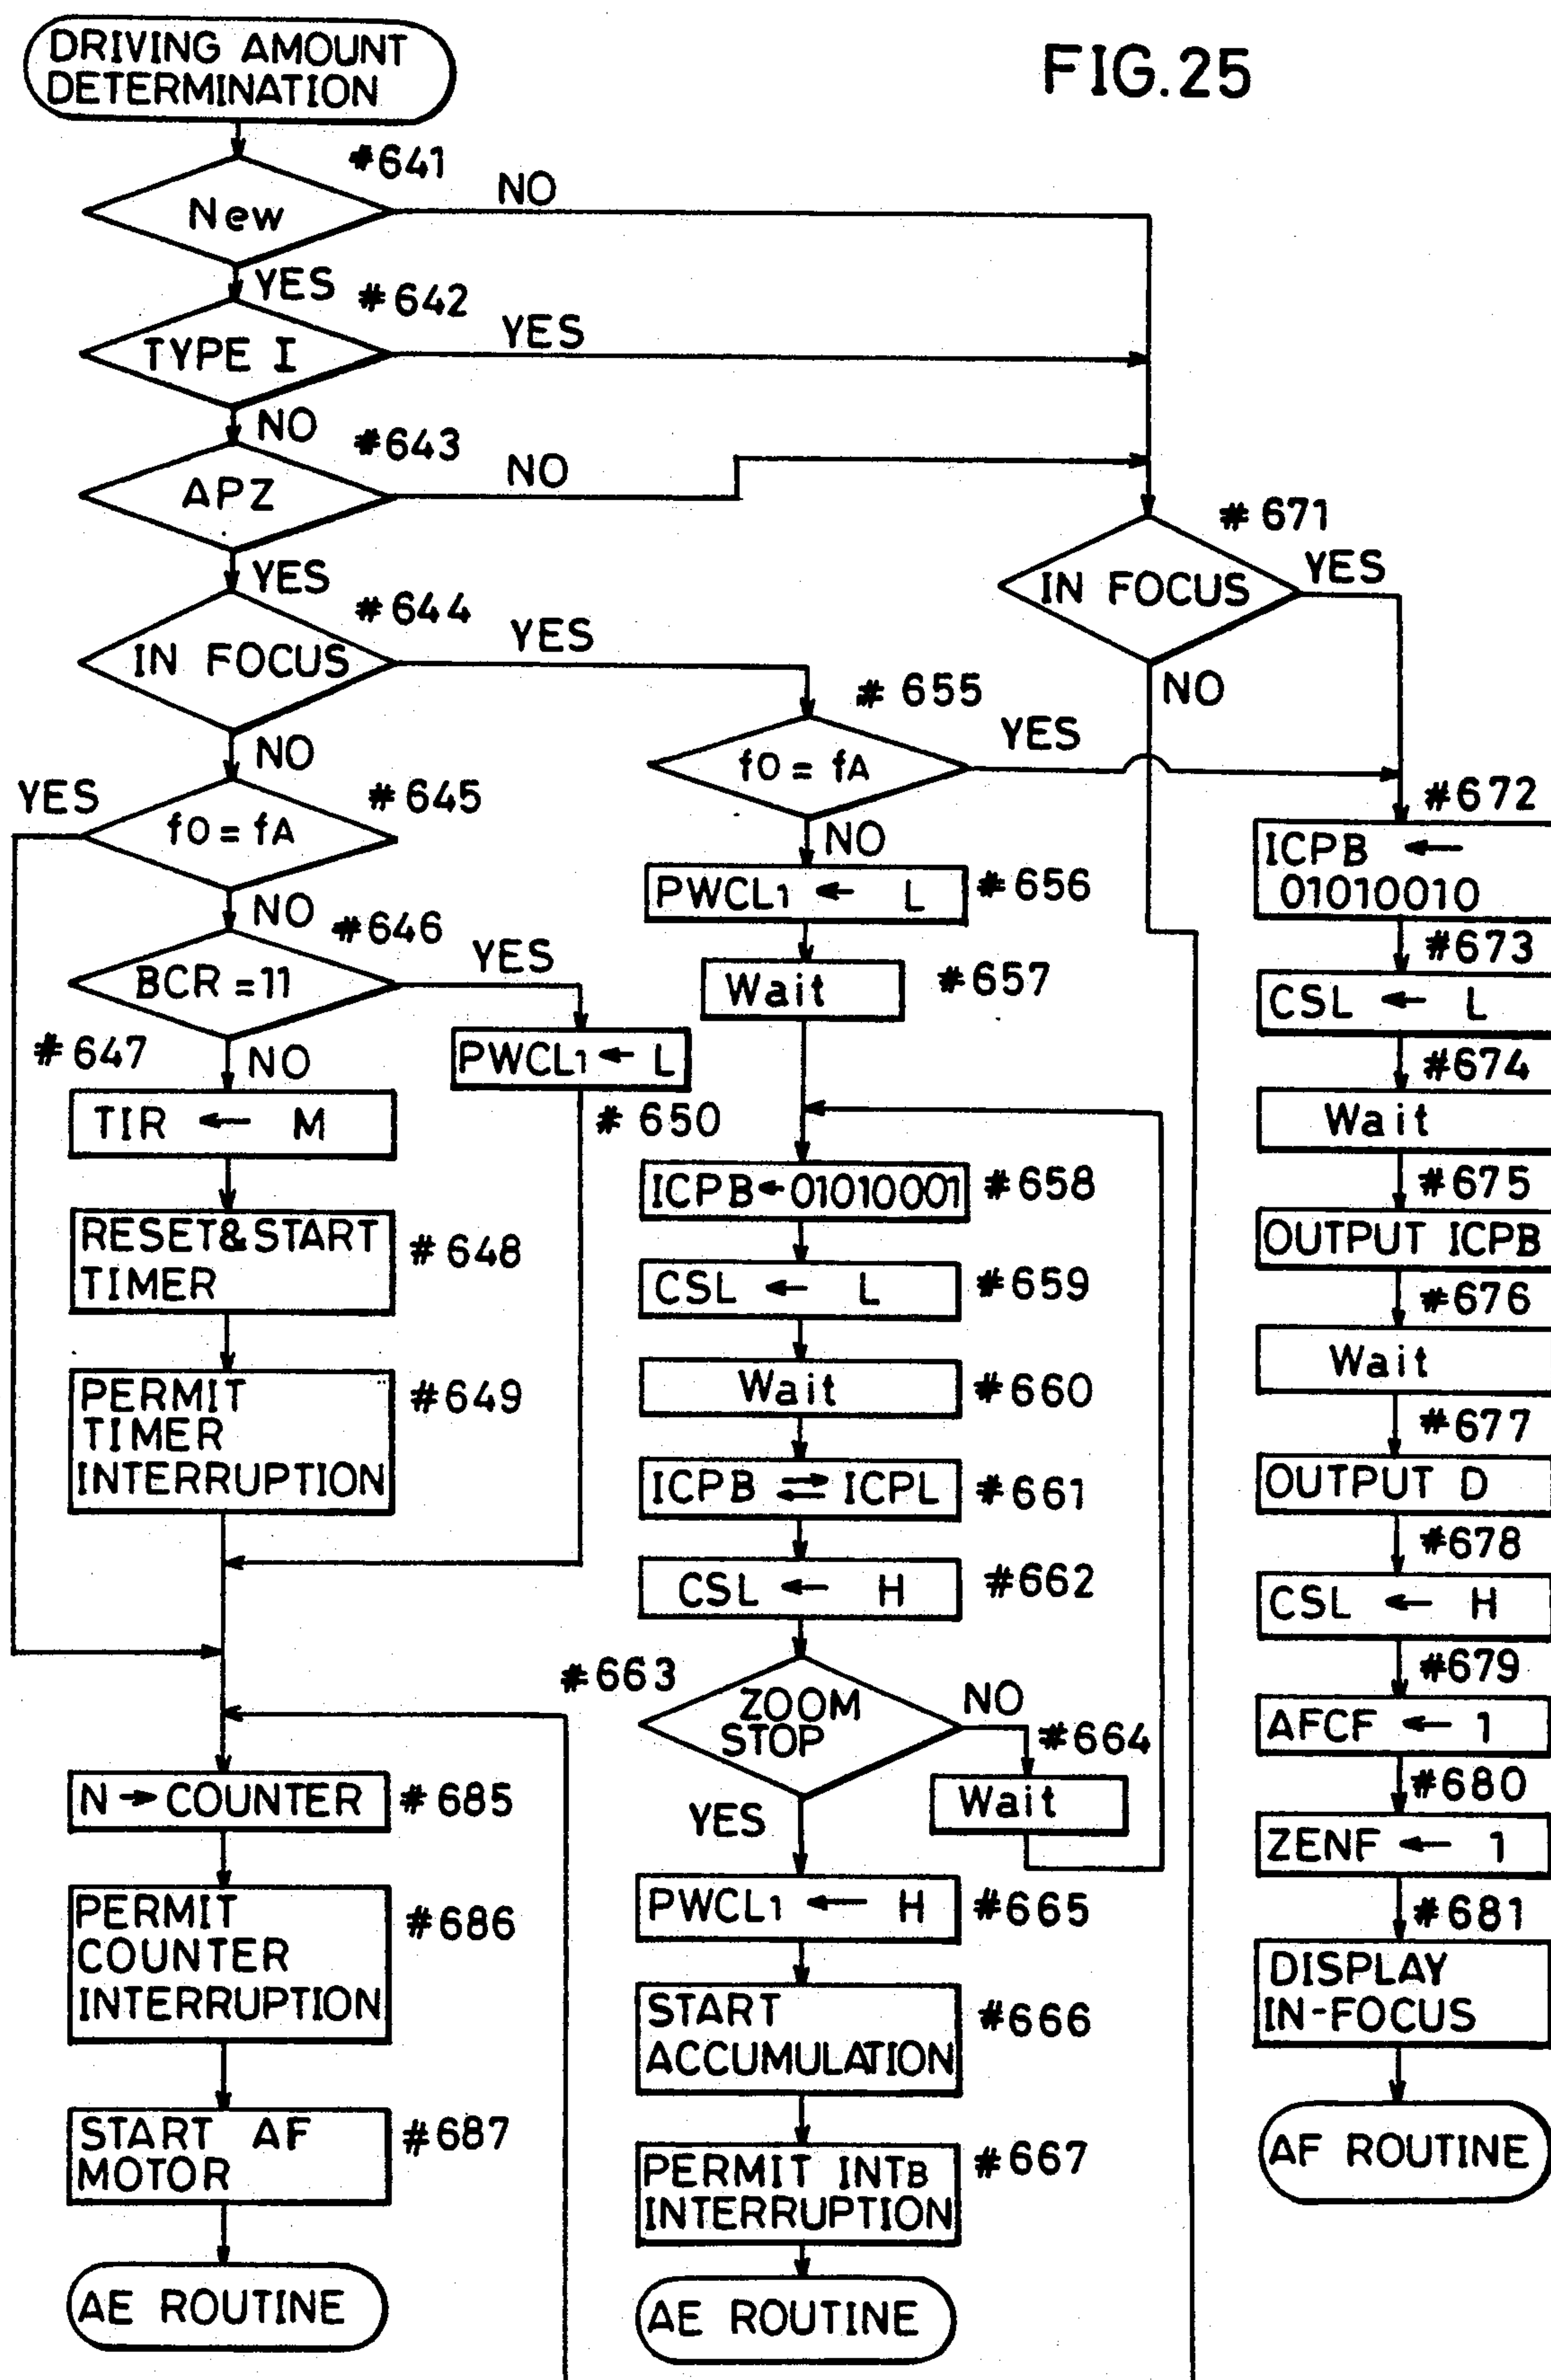 FIG.25
DRIVING AMOUNT
DETERMINATION
#641
New
NO
YES
#642
TYPE I
YES
NO
#643
APZ
NO
YES
#644
IN FOCUS
YES
NO
#645
YES
f0 = fA
NO
#646
BCR = 11
YES
#647
NO
TIR ← M
PWCL1 ← L
#650
RESET&START
TIMER
#648
PERMIT
TIMER
INTERRUPTION
#649
N → COUNTER
#685
PERMIT
COUNTER
INTERRUPTION
#686
START AF
MOTOR
#687
AE ROUTINE
#655
f0 = fA
YES
NO
PWCL1 ← L
#656
Wait
#657
ICPB ← 01010001
#658
CSL ← L
#659
Wait
#660
ICPB ⇄ ICPL
#661
CSL ← H
#662
#663
ZOOM
STOP
NO
#664
Wait
YES
PWCL1 ← H
#665
START
ACCUMULATION
#666
PERMIT INTB
INTERRUPTION
#667
AE ROUTINE
#671
IN FOCUS
YES
NO
#672
ICPB ←
01010010
#673
CSL ← L
#674
Wait
#675
OUTPUT ICPB
#676
Wait
#677
OUTPUT D
#678
CSL ← H
#679
AFCF ← 1
#680
ZENF ← 1
#681
DISPLAY
IN-FOCUS
AF ROUTINE